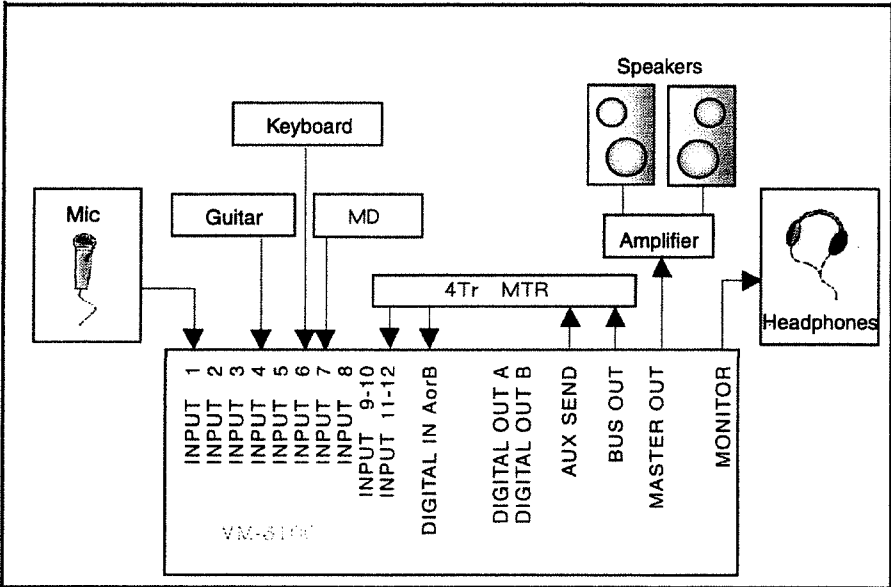 Speakers
Keyboard
Mic
Guitar
MD
Amplifier
4Tr MTR
Headphones
INPUT 1
INPUT 2
INPUT 3
INPUT 4
INPUT 5
INPUT 6
INPUT 7
INPUT 8
INPUT 9-10
INPUT 11-12
DIGITAL IN AorB
DIGITAL OUT A
DIGITAL OUT B
AUX SEND
BUS OUT
MASTER OUT
MONITOR